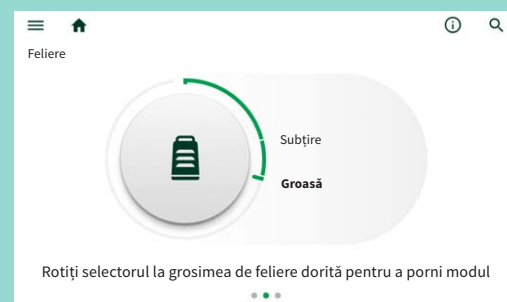 Feliere
Subțire
Groasă
Rotiți selectorul la grosimea de feliere dorită pentru a porni modul